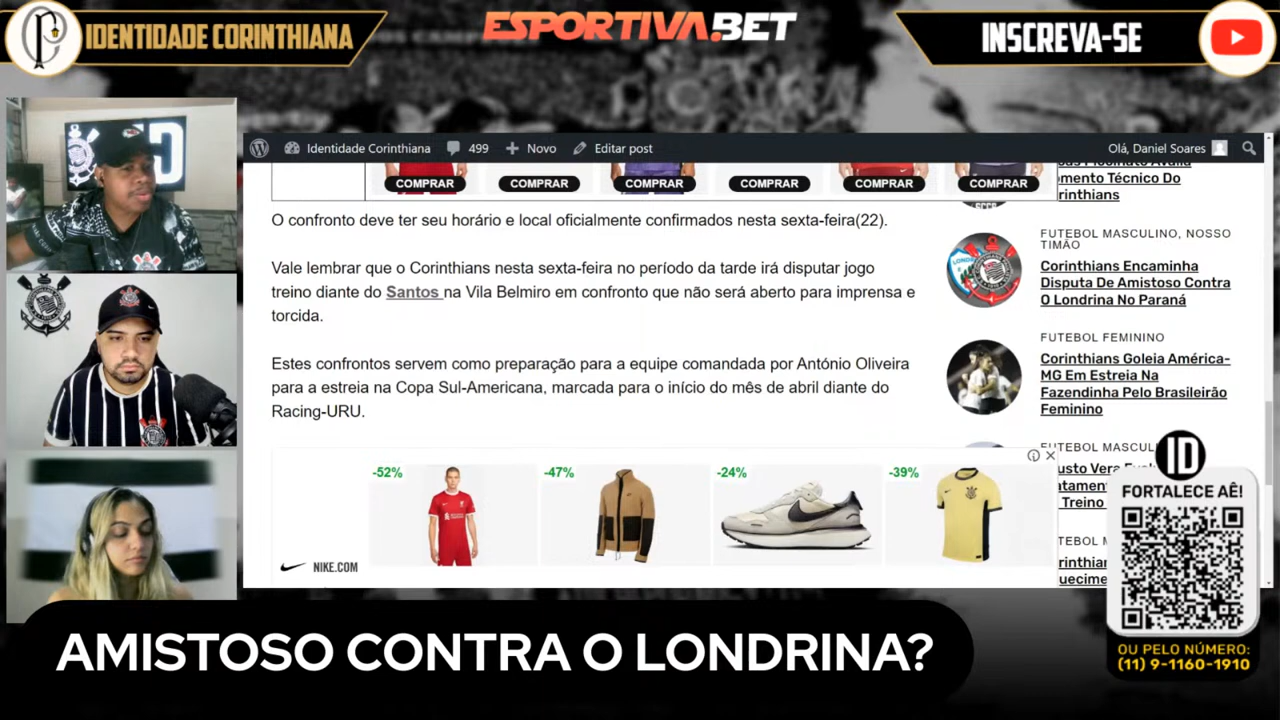 IDENTIDADE CORINTHIANA
ESPORTIVA.BET
INSCREVA-SE
Identidade Corinthiana
499
Novo
Editar post
Olá, Daniel Soares
COMPRAR
COMPRAR
COMPRAR
COMPRAR
COMPRAR
COMPRAR
O confronto deve ter seu horário e local oficialmente confirmados nesta sexta-feira(22).
Vale lembrar que o Corinthians nesta sexta-feira no período da tarde irá disputar jogo
treino diante do Santos na Vila Belmiro em confronto que não será aberto para imprensa e
torcida.
Estes confrontos servem como preparação para a equipe comandada por António Oliveira
para a estreia na Copa Sul-Americana, marcada para o início do mês de abril diante do
Racing-URU.
-52%
-47%
-24%
-39%
NIKE.COM
Técnico Do
FUTEBOL MASCULINO, NOSSO
TIMÃO
Corinthians Encaminha
Disputa De Amistoso Contra
O Londrina No Paraná
FUTEBOL FEMININO
Corinthians Goleia América-
MG Em Estreia Na
Fazendinha Pelo Brasileirão
Feminino
Treino
ID
FORTALECE AÊ!
OU PELO NÚMERO:
(11) 9-1160-1910
AMISTOSO CONTRA O LONDRINA?